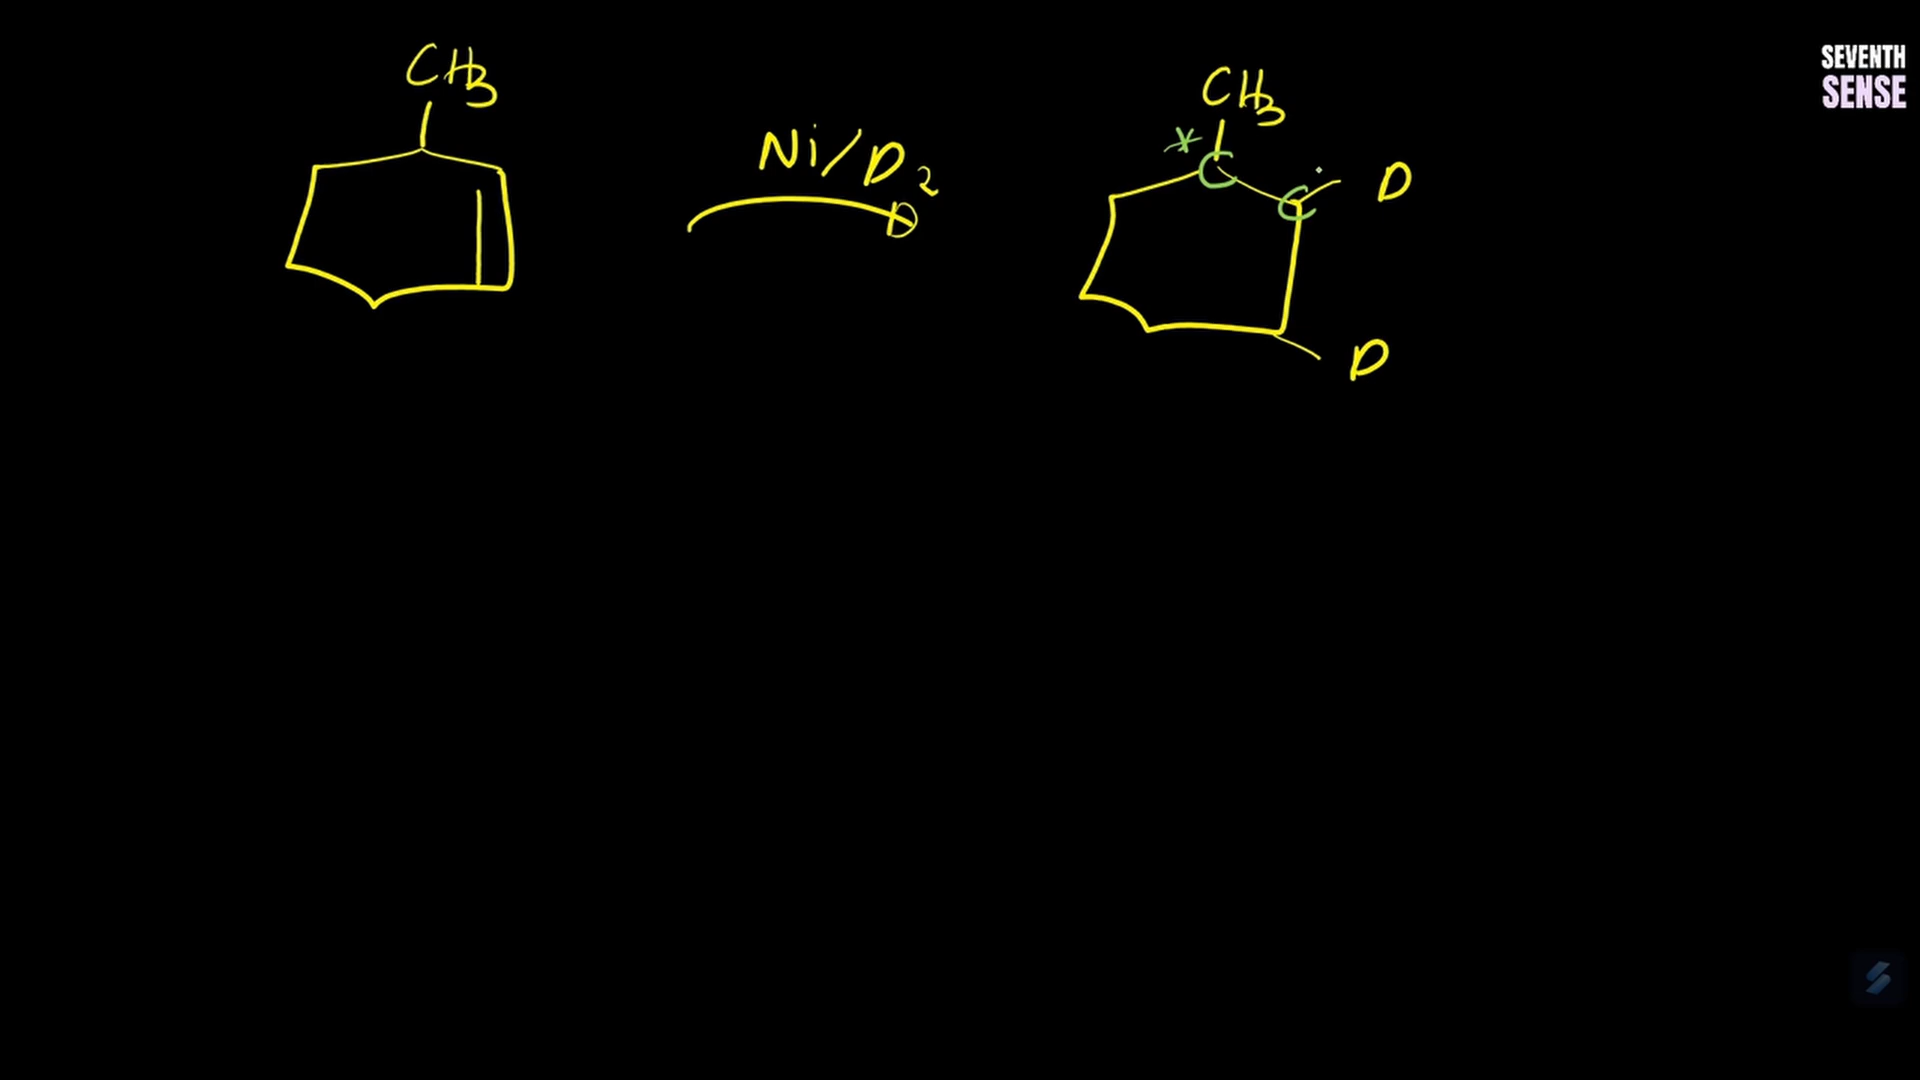 CH3
Ni/D2
CH3
* C
C
D
D
SEVENTH
SENSE